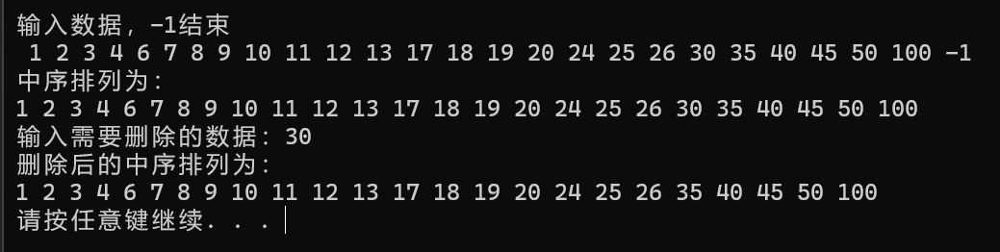 输入数据，-1结束
1 2 3 4 6 7 8 9 10 11 12 13 17 18 19 20 24 25 26 30 35 40 45 50 100 -1
中序排列为：
1 2 3 4 6 7 8 9 10 11 12 13 17 18 19 20 24 25 26 30 35 40 45 50 100
输入需要删除的数据：30
删除后的中序排列为：
1 2 3 4 6 7 8 9 10 11 12 13 17 18 19 20 24 25 26 35 40 45 50 100
请按任意键继续. . .